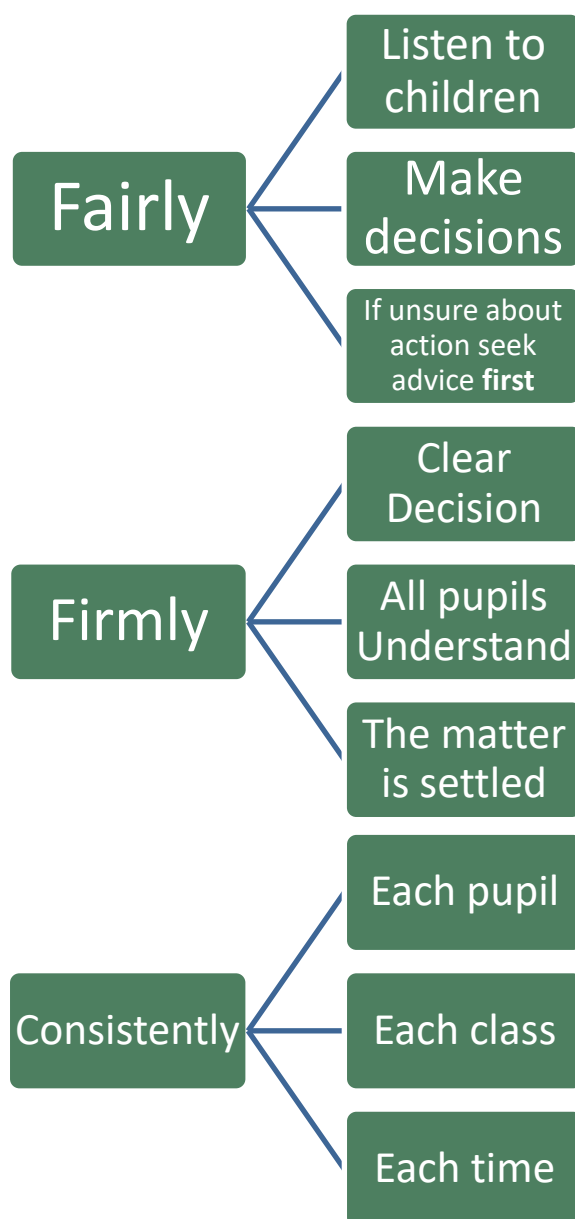 Fairly
Listen to
children
Make
decisions
If unsure about
action seek
advice first
Firmly
Clear
Decision
All pupils
Understand
The matter
is settled
Consistently
Each pupil
Each class
Each time